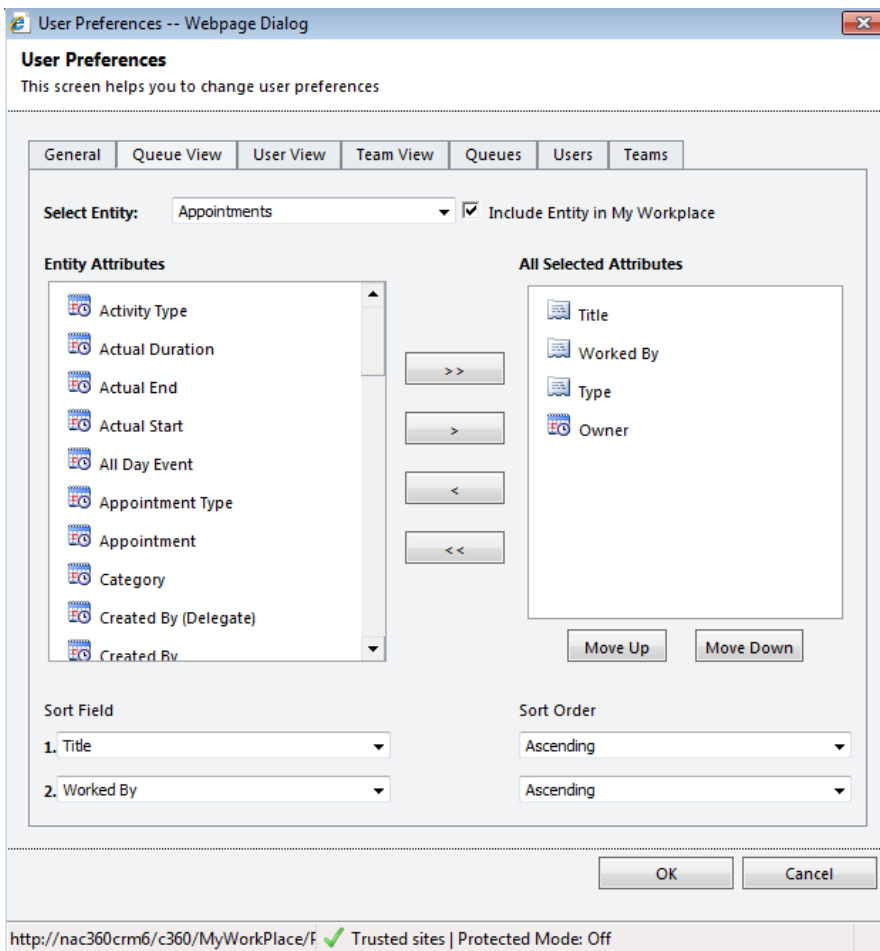 User Preferences -- Webpage Dialog
User Preferences
This screen helps you to change user preferences
General Queue View User View Team View Queues Users Teams
Select Entity: Appointments Include Entity in My Workplace
Entity Attributes All Selected Attributes
Activity Type
Actual Duration
Actual End
Actual Start
All Day Event
Appointment Type
Appointment
Category
Created By (Delegate)
Created By
>>
>
<
<<
Title
Worked By
Type
Owner
Move Up Move Down
Sort Field Sort Order
1. Title Ascending
2. Worked By Ascending
OK Cancel
http://nac360crm6/c360/MyWorkPlace/F Trusted sites | Protected Mode: Off